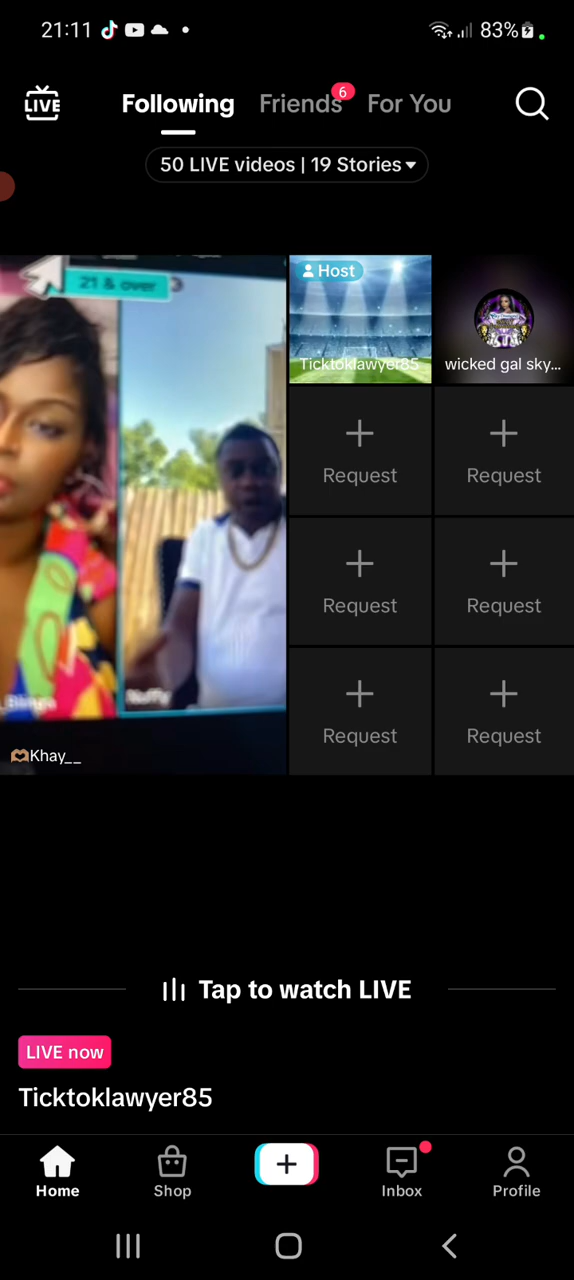 21:11
83%
LIVE
Following
Friends
6
For You
50 LIVE videos | 19 Stories
21 & over
Host
Ticktoklawyer85
wicked gal sky...
Request
Request
Request
Request
Request
Request
Nuffy
Khay__
Tap to watch LIVE
LIVE now
Ticktoklawyer85
Home
Shop
Inbox
Profile